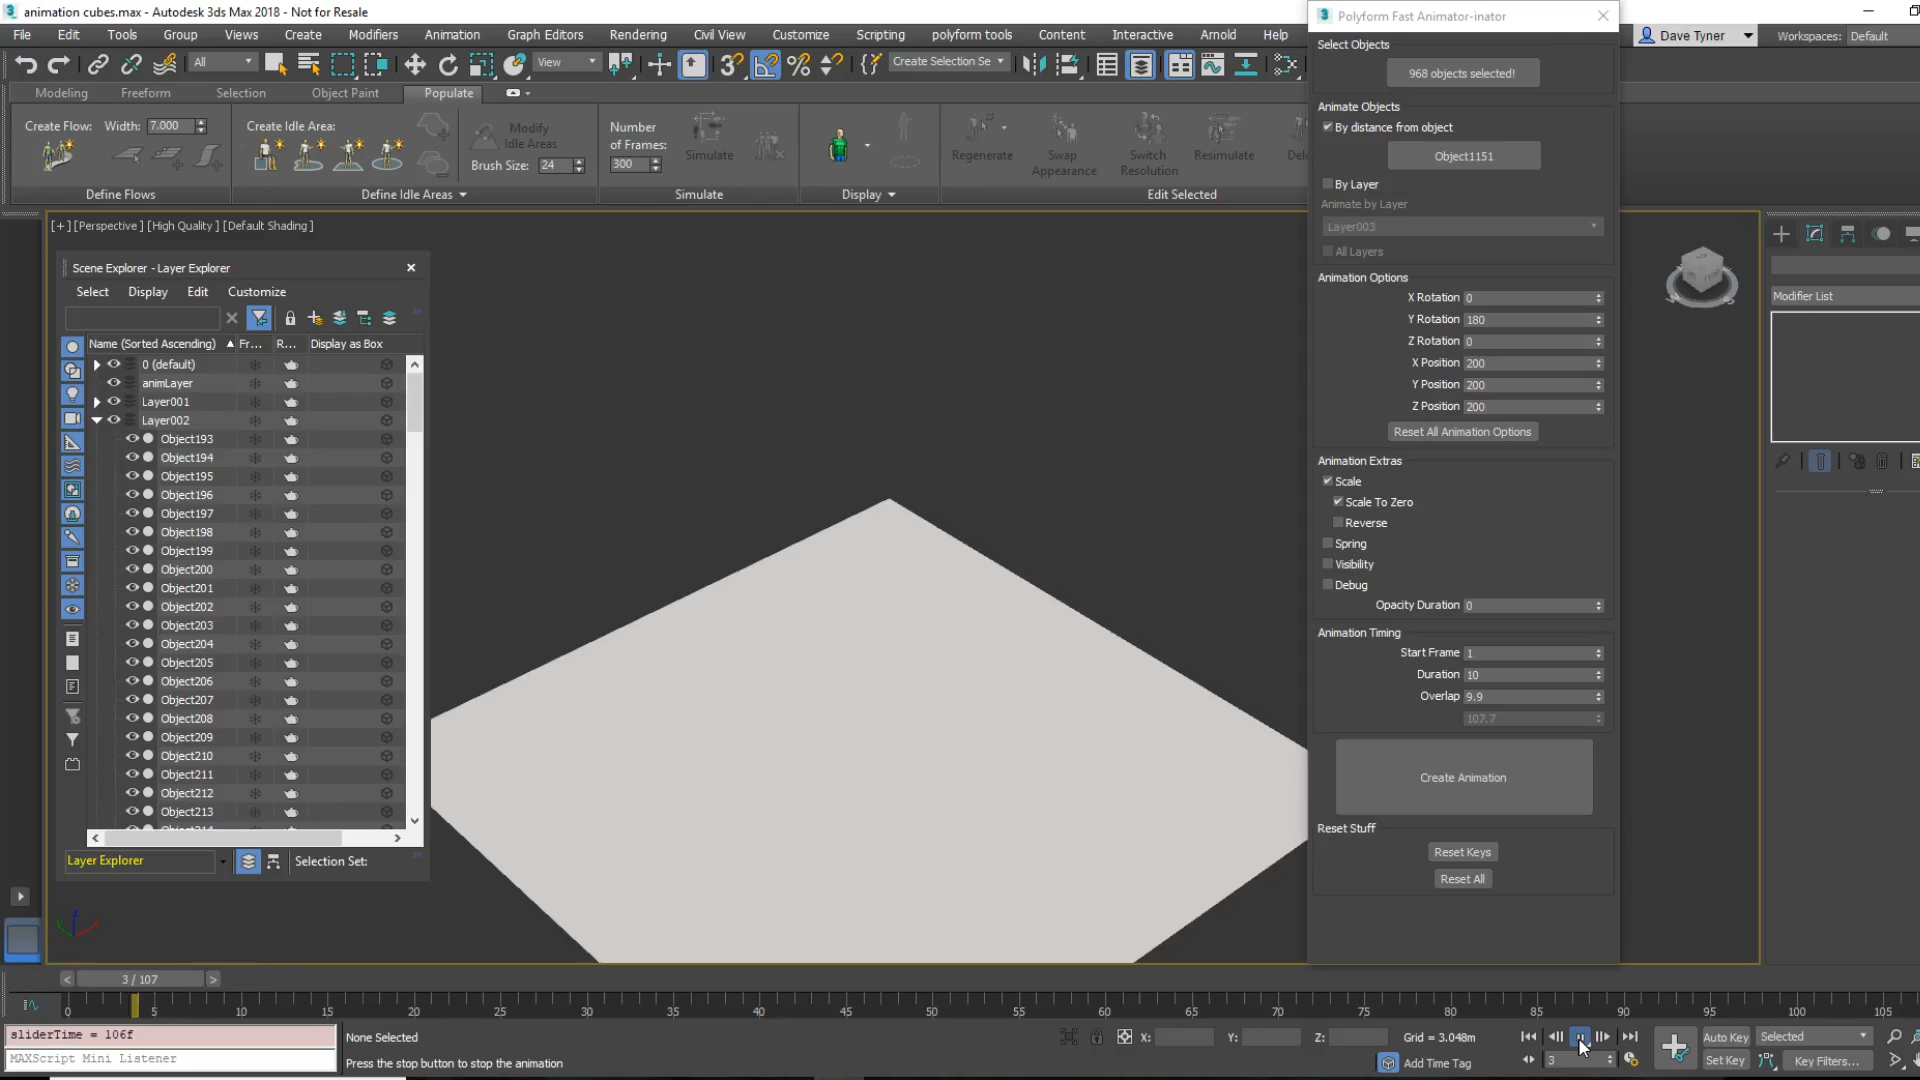 animation cubes.max - Autodesk 3ds Max 2018 - Not for Resale
File Edit Tools Group Views Create Modifiers Animation Graph Editors Rendering Civil View Customize Scripting polyform tools Content Interactive Arnold Help
Dave Tyner Workspaces: Default
All View Create Selection Se
Modeling Freeform Selection Object Paint Populate
Create Flow: Width: 7.000
Create Idle Area:
Modify Idle Areas
Brush Size: 24
Number of Frames:
300
Simulate
Regenerate
Swap Appearance
Switch Resolution
Resimulate
Define Flows
Define Idle Areas
Simulate
Display
Edit Selected
[+] [Perspective] [High Quality] [Default Shading]
Scene Explorer - Layer Explorer
Select Display Edit Customize
Name (Sorted Ascending) Fr... R... Display as Box
0 (default)
animLayer
Layer001
Layer002
Object193
Object194
Object195
Object196
Object197
Object198
Object199
Object200
Object201
Object202
Object203
Object204
Object205
Object206
Object207
Object208
Object209
Object210
Object211
Object212
Object213
Object214
Layer Explorer
Selection Set:
Polyform Fast Animator-inator
Select Objects
968 objects selected!
Animate Objects
By distance from object
Object1151
By Layer
Animate by Layer
Layer003
All Layers
Animation Options
X Rotation 0
Y Rotation 180
Z Rotation 0
X Position 200
Y Position 200
Z Position 200
Reset All Animation Options
Animation Extras
Scale
Scale To Zero
Reverse
Spring
Visibility
Debug
Opacity Duration 0
Animation Timing
Start Frame 1
Duration 10
Overlap 9.9
107.7
Create Animation
Reset Stuff
Reset Keys
Reset All
Modifier List
3 / 107
0 5 10 15 20 25 30 35 40 45 50 55 60 65 70 75 80 85 90 95 100 105
sliderTime = 106f
MAXScript Mini Listener
None Selected
Press the stop button to stop the animation
X: Y: Z: Grid = 3.048m
Add Time Tag
3
Auto Key Selected
Set Key Key Filters...